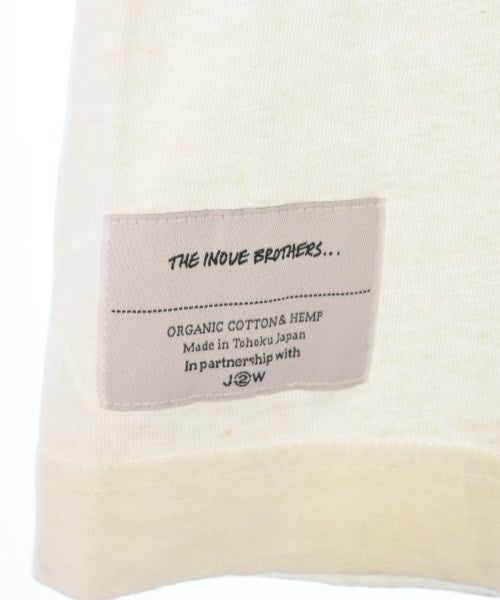 THE INOUE BROTHERS...
ORGANIC COTTON & HEMP
Made in Tohoku Japan
In partnership with
J②W